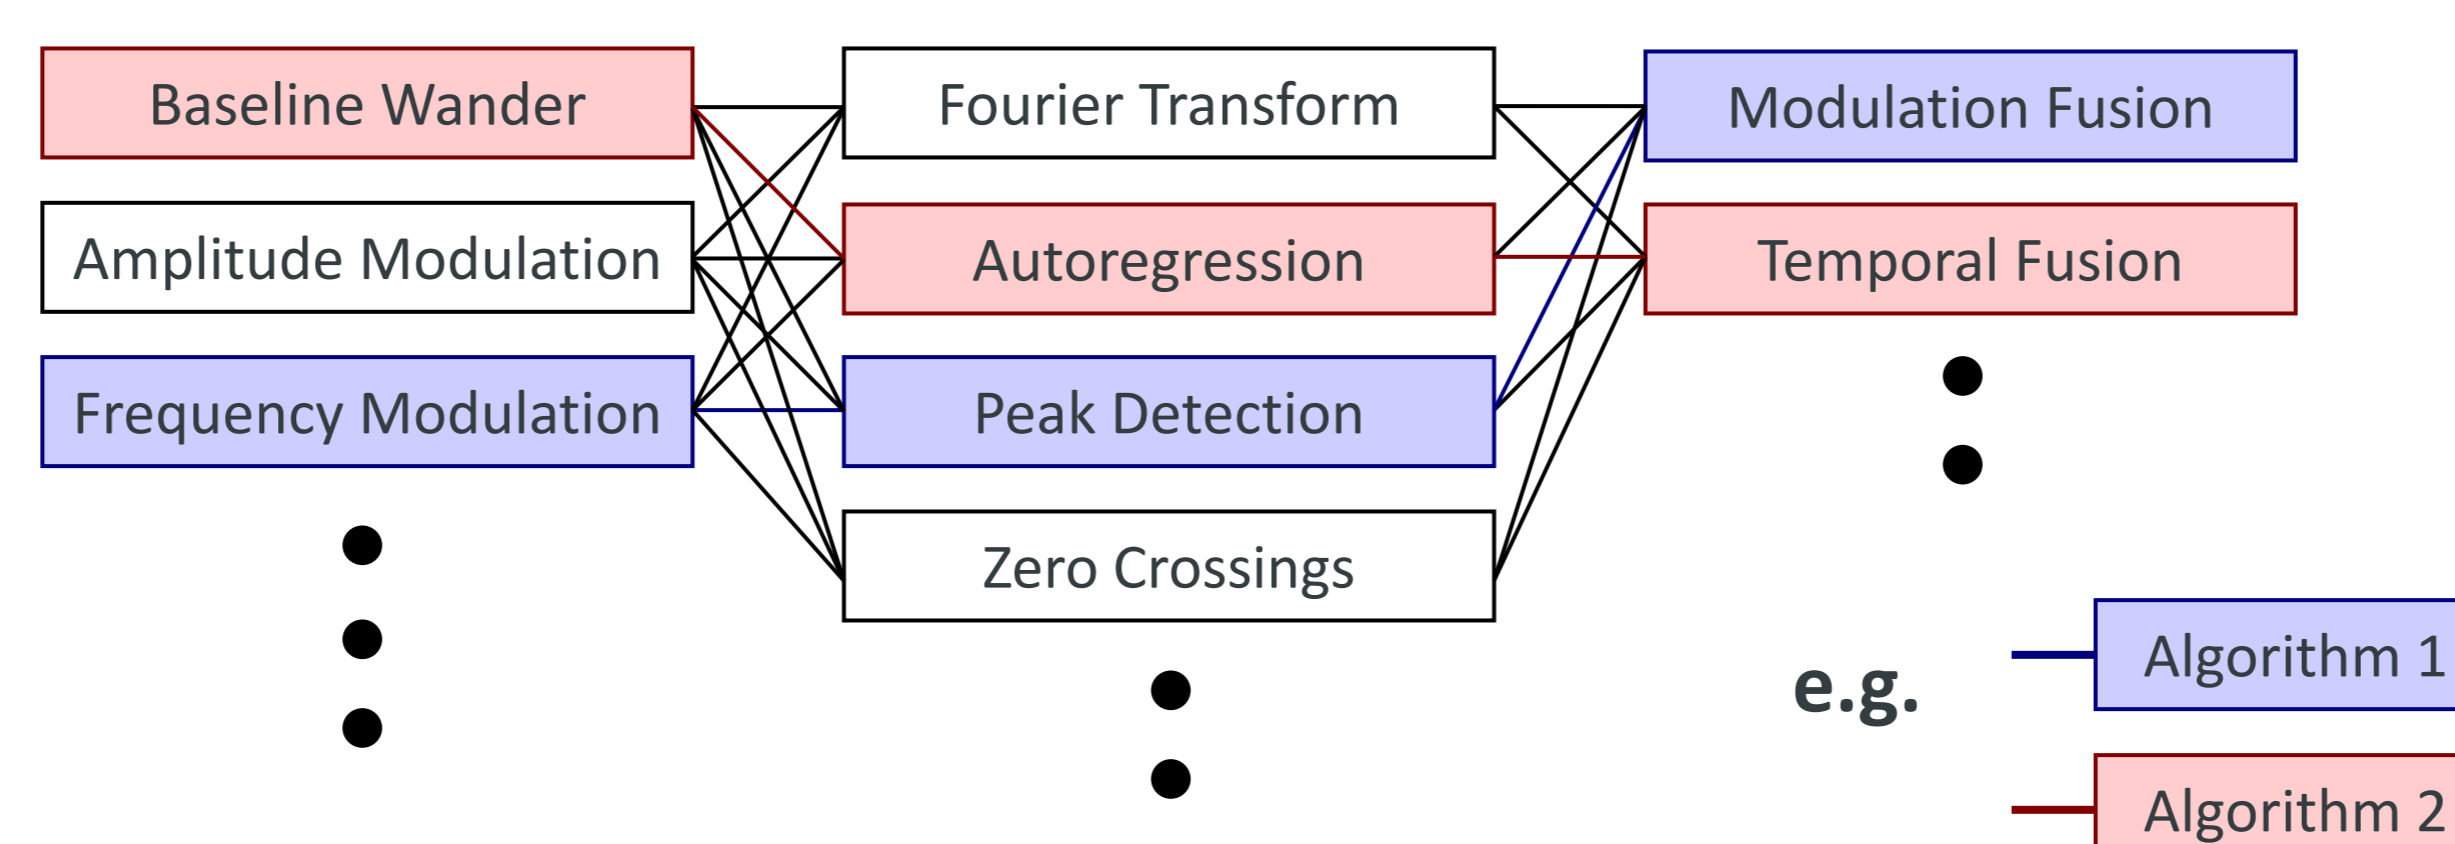 Baseline Wander
Amplitude Modulation
Frequency Modulation
Fourier Transform
Autoregression
Peak Detection
Zero Crossings
Modulation Fusion
Temporal Fusion
e.g.
Algorithm 1
Algorithm 2